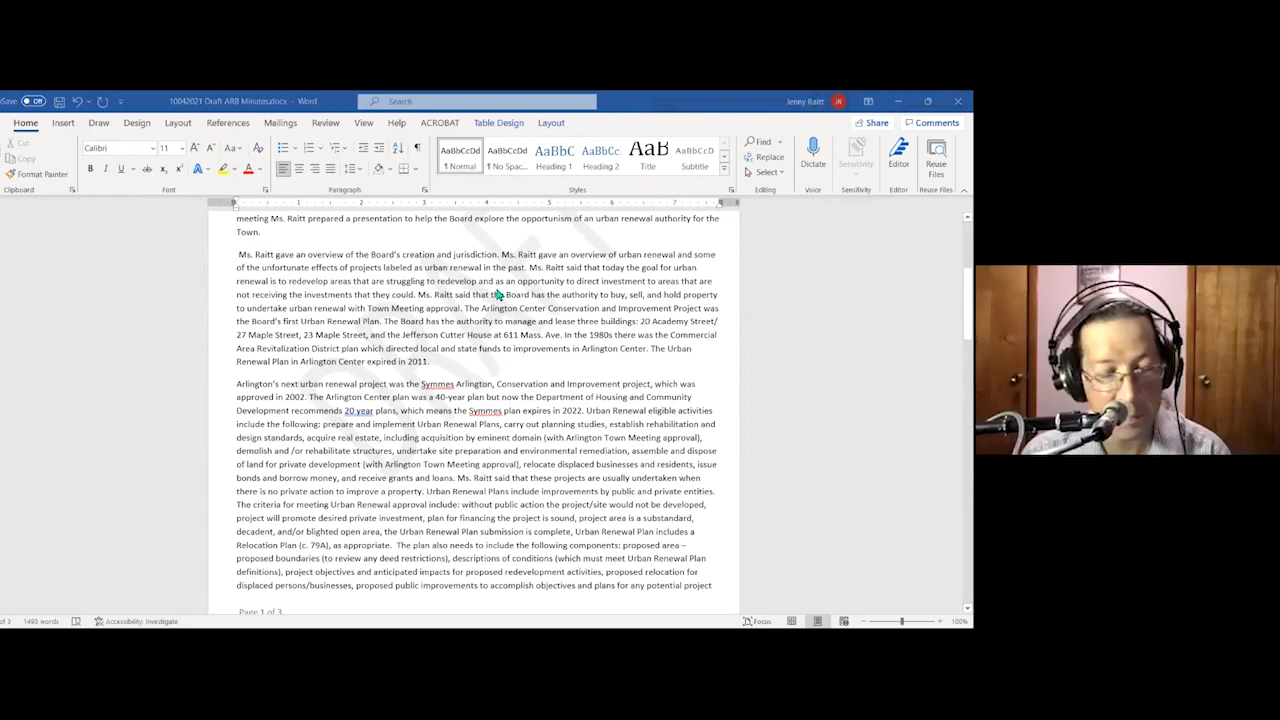 Save Off 10042021 Draft ARB Minutes.docx - Word Search Jenny Raitt JR
Home Insert Draw Design Layout References Mailings Review View Help ACROBAT Table Design Layout Share Comments
Cut
Copy
Format Painter
Calibri 11
Clipboard Font Paragraph Styles Editing Voice Sensitivity Editor Reuse Files
AaBbCcDd AaBbCcDd AaBbC AaBbCc AaB AaBbCcD
¶ Normal ¶ No Spac... Heading 1 Heading 2 Title Subtitle
Find
Replace
Select
Dictate
Sensitivity
Editor
Reuse
Files
1 2 3 4 5 6 7
meeting Ms. Raitt prepared a presentation to help the Board explore the opportunism of an urban renewal authority for the
Town.
Ms. Raitt gave an overview of the Board's creation and jurisdiction. Ms. Raitt gave an overview of urban renewal and some
of the unfortunate effects of projects labeled as urban renewal in the past. Ms. Raitt said that today the goal for urban
renewal is to redevelop areas that are struggling to redevelop and as an opportunity to direct investment to areas that are
not receiving the investments that they could. Ms. Raitt said that the Board has the authority to buy, sell, and hold property
to undertake urban renewal with Town Meeting approval. The Arlington Center Conservation and Improvement Project was
the Board's first Urban Renewal Plan. The Board has the authority to manage and lease three buildings: 20 Academy Street/
27 Maple Street, 23 Maple Street, and the Jefferson Cutter House at 611 Mass. Ave. In the 1980s there was the Commercial
Area Revitalization District plan which directed local and state funds to improvements in Arlington Center. The Urban
Renewal Plan in Arlington Center expired in 2011.
Arlington's next urban renewal project was the Symmes Arlington, Conservation and Improvement project, which was
approved in 2002. The Arlington Center plan was a 40-year plan but now the Department of Housing and Community
Development recommends 20 year plans, which means the Symmes plan expires in 2022. Urban Renewal eligible activities
include the following: prepare and implement Urban Renewal Plans, carry out planning studies, establish rehabilitation and
design standards, acquire real estate, including acquisition by eminent domain (with Arlington Town Meeting approval),
demolish and /or rehabilitate structures, undertake site preparation and environmental remediation, assemble and dispose
of land for private development (with Arlington Town Meeting approval), relocate displaced businesses and residents, issue
bonds and borrow money, and receive grants and loans. Ms. Raitt said that these projects are usually undertaken when
there is no private action to improve a property. Urban Renewal Plans include improvements by public and private entities.
The criteria for meeting Urban Renewal approval include: without public action the project/site would not be developed,
project will promote desired private investment, plan for financing the project is sound, project area is a substandard,
decadent, and/or blighted open area, the Urban Renewal Plan submission is complete, Urban Renewal Plan includes a
Relocation Plan (c. 79A), as appropriate. The plan also needs to include the following components: proposed area –
proposed boundaries (to review any deed restrictions), descriptions of conditions (which must meet Urban Renewal Plan
definitions), project objectives and anticipated impacts for proposed redevelopment activities, proposed relocation for
displaced persons/businesses, proposed public improvements to accomplish objectives and plans for any potential project
Page 1 of 3
of 3 1493 words Accessibility: Investigate Focus 100%